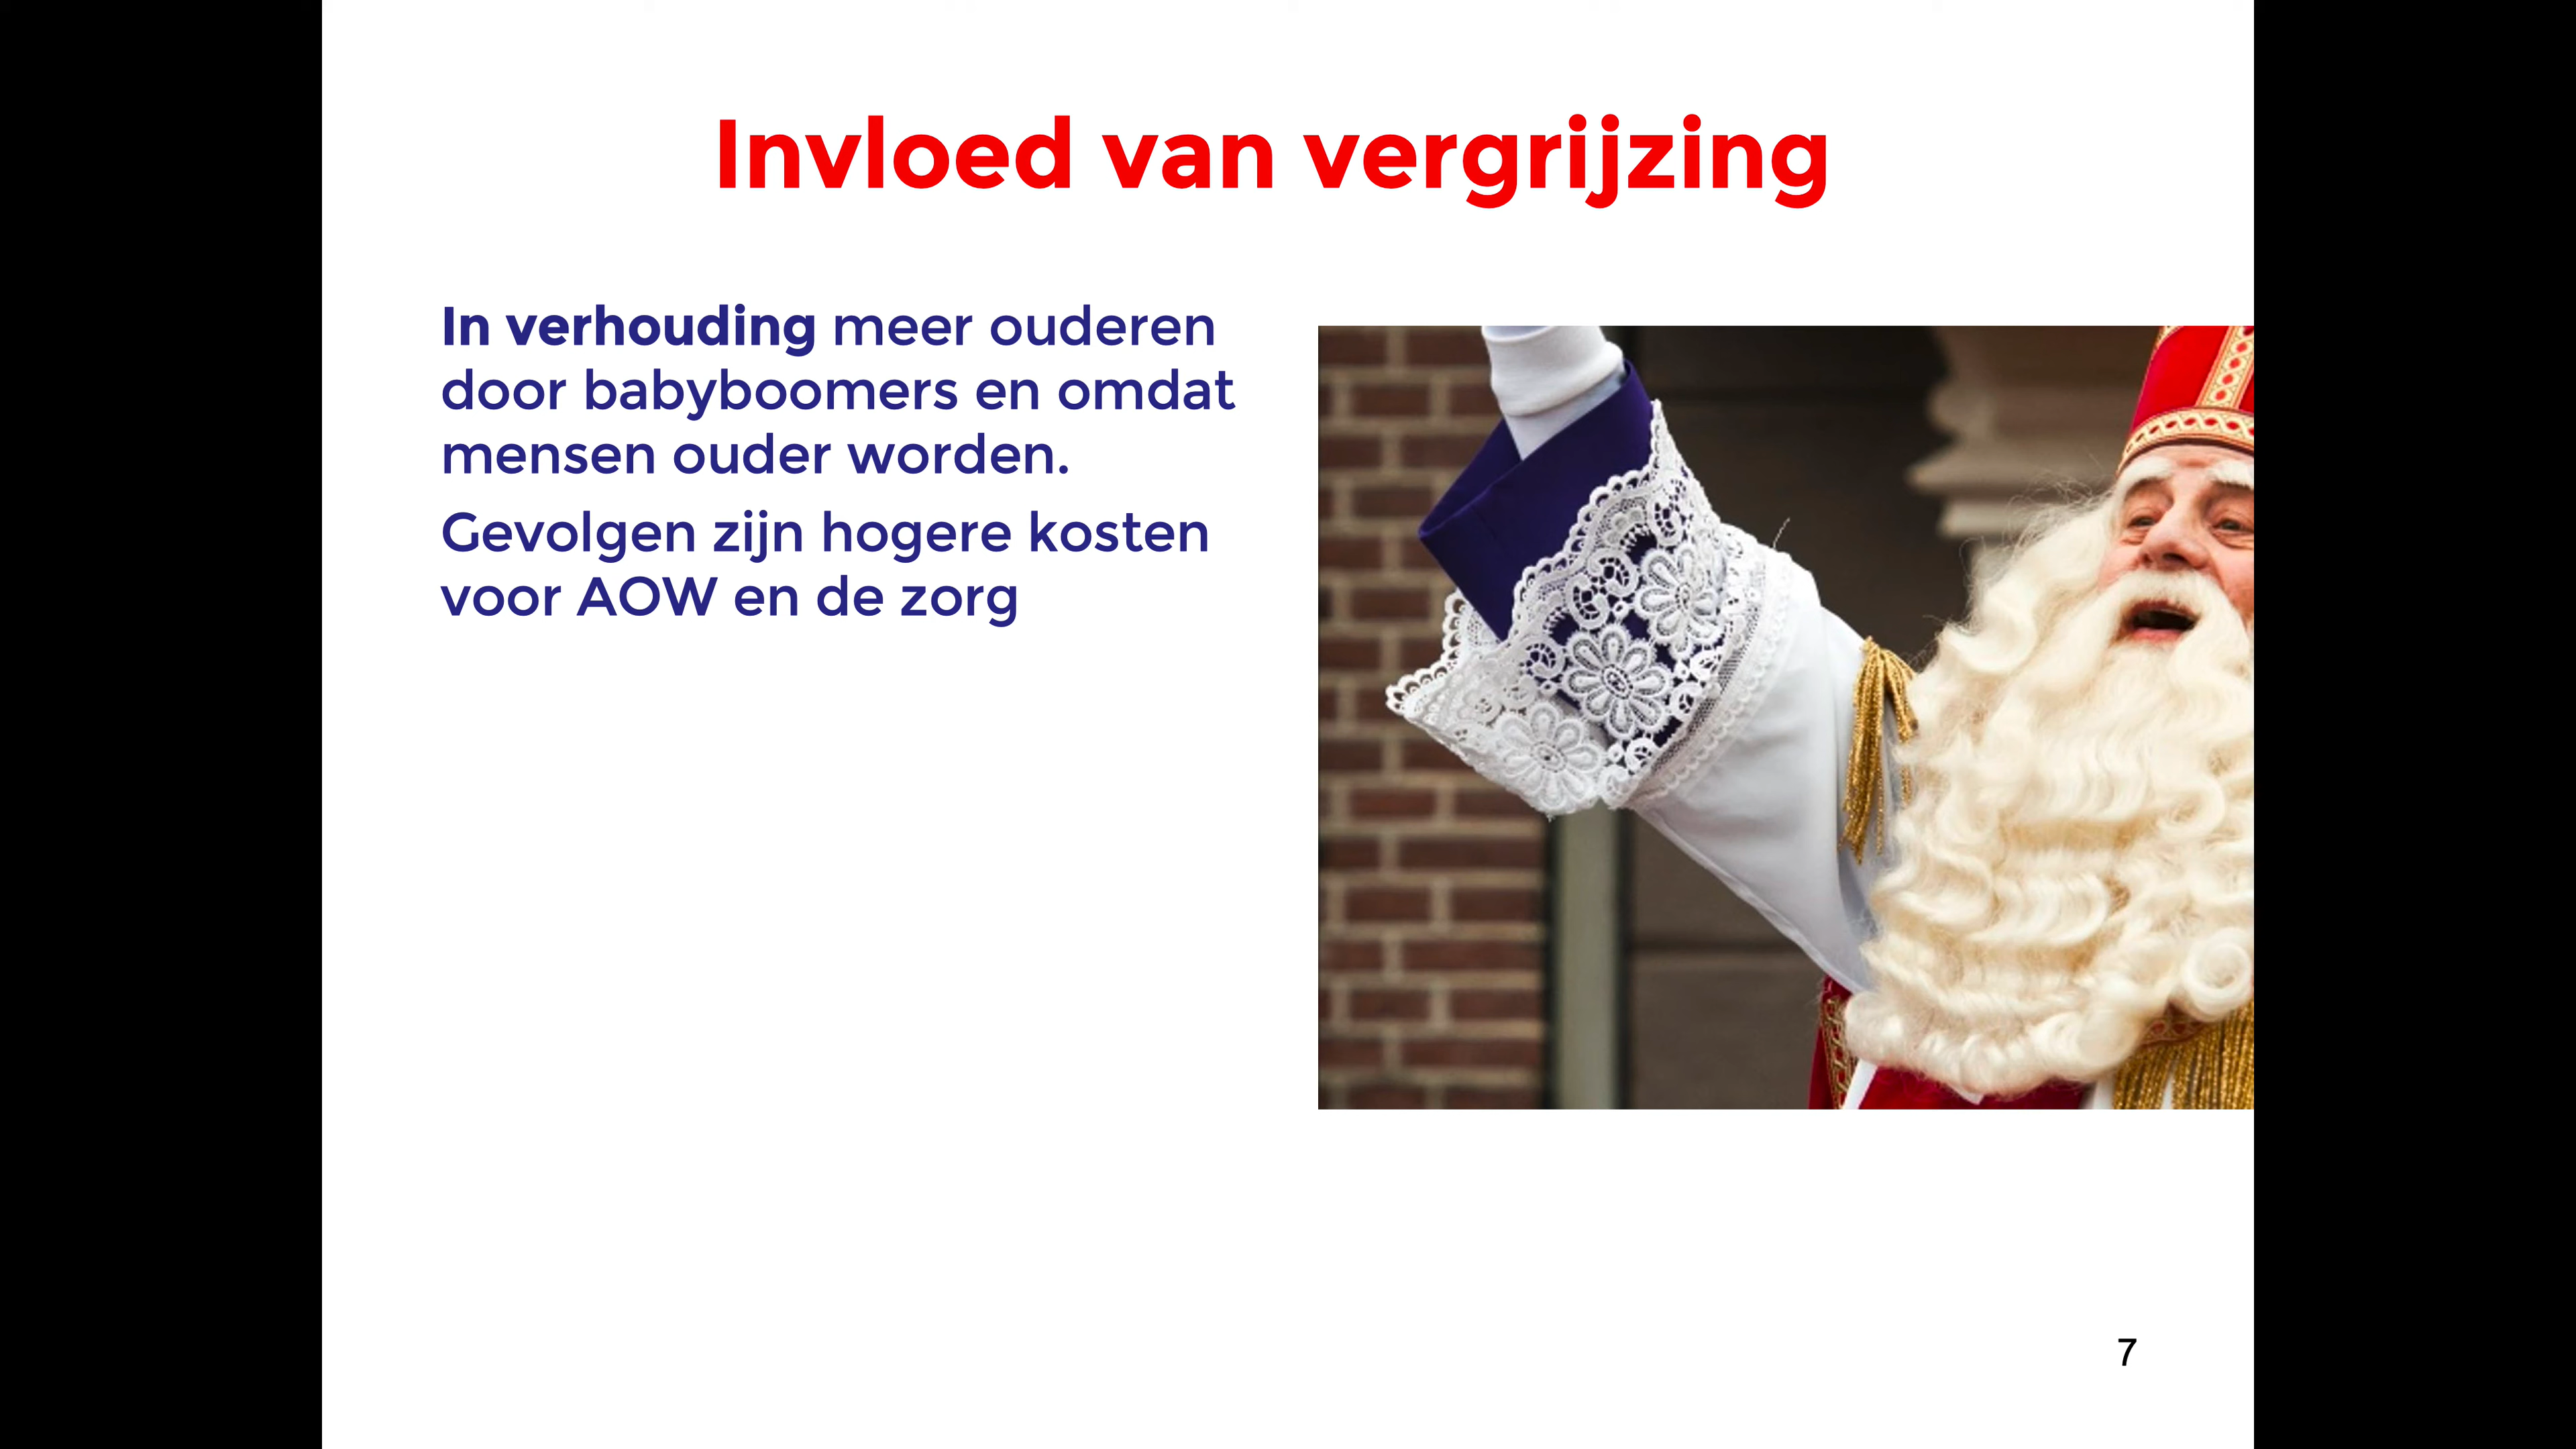 Invloed van vergrijzing
In verhouding meer ouderen
door babyboomers en omdat
mensen ouder worden.
Gevolgen zijn hogere kosten
voor AOW en de zorg
7